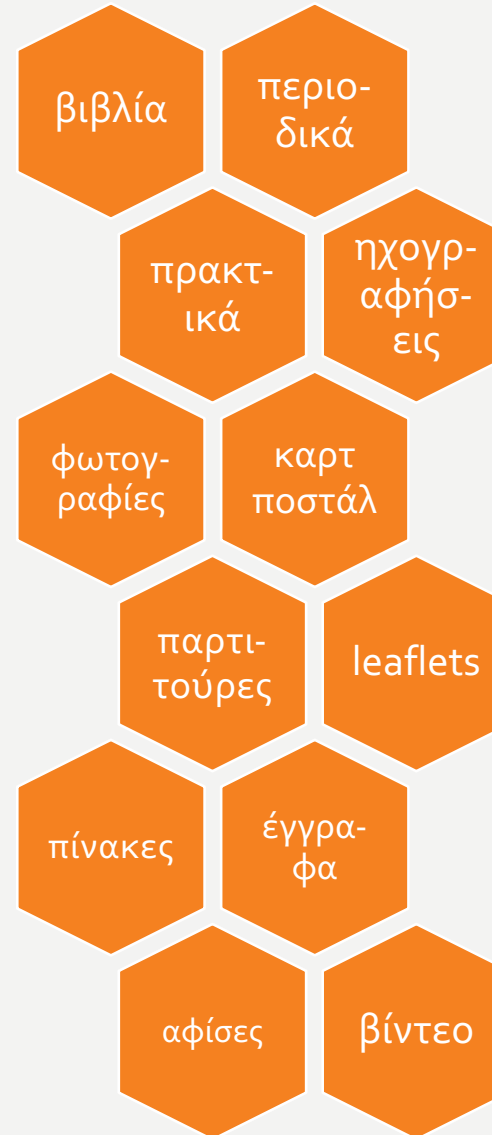 βιβλία
περιο-
δικά
πρακτ-
ικά
ηχογρ-
αφήσ-
εις
φωτογ-
ραφίες
καρτ
ποστάλ
παρτι-
τούρες
leaflets
πίνακες
έγγρα-
φα
αφίσες
βίντεο